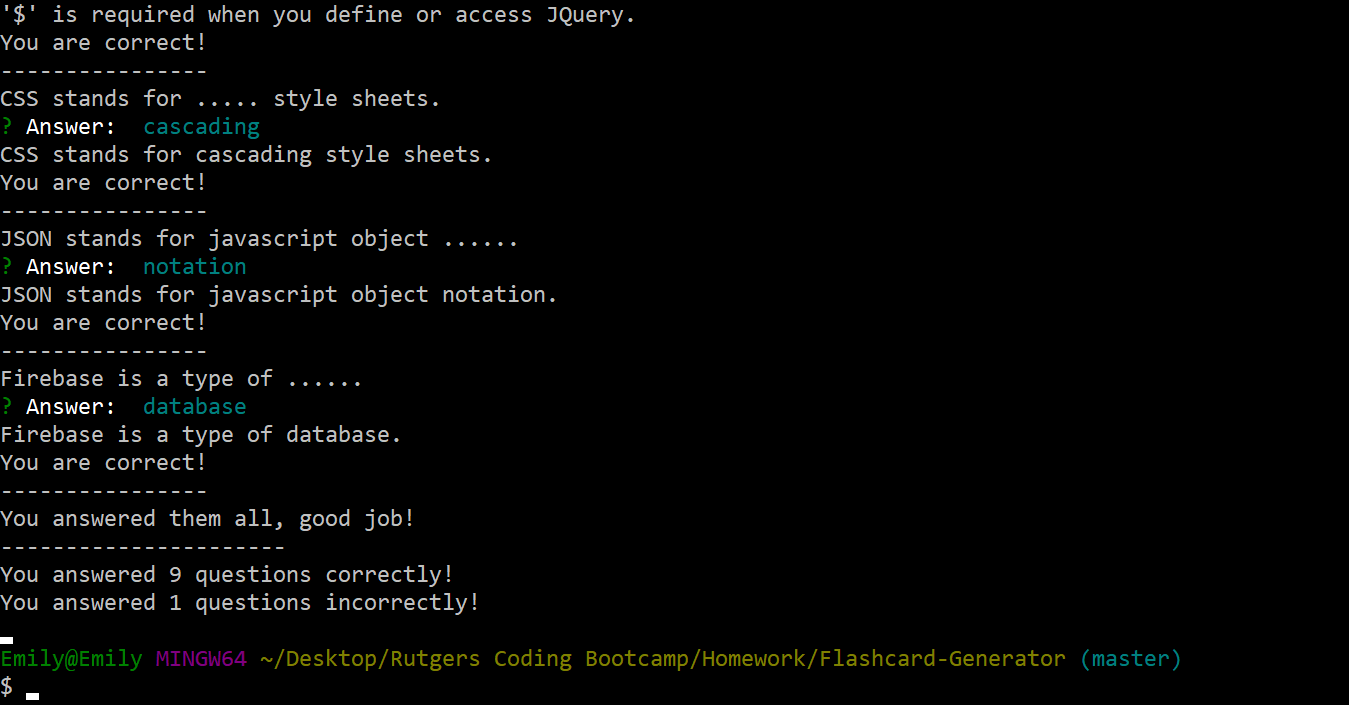 '$' is required when you define or access JQuery.
You are correct!
----------------
CSS stands for ..... style sheets.
? Answer:  cascading
CSS stands for cascading style sheets.
You are correct!
----------------
JSON stands for javascript object ......
? Answer:  notation
JSON stands for javascript object notation.
You are correct!
----------------
Firebase is a type of ......
? Answer:  database
Firebase is a type of database.
You are correct!
----------------
You answered them all, good job!
----------------------
You answered 9 questions correctly!
You answered 1 questions incorrectly!
Emily@Emily MINGW64 ~/Desktop/Rutgers Coding Bootcamp/Homework/Flashcard-Generator (master)
$